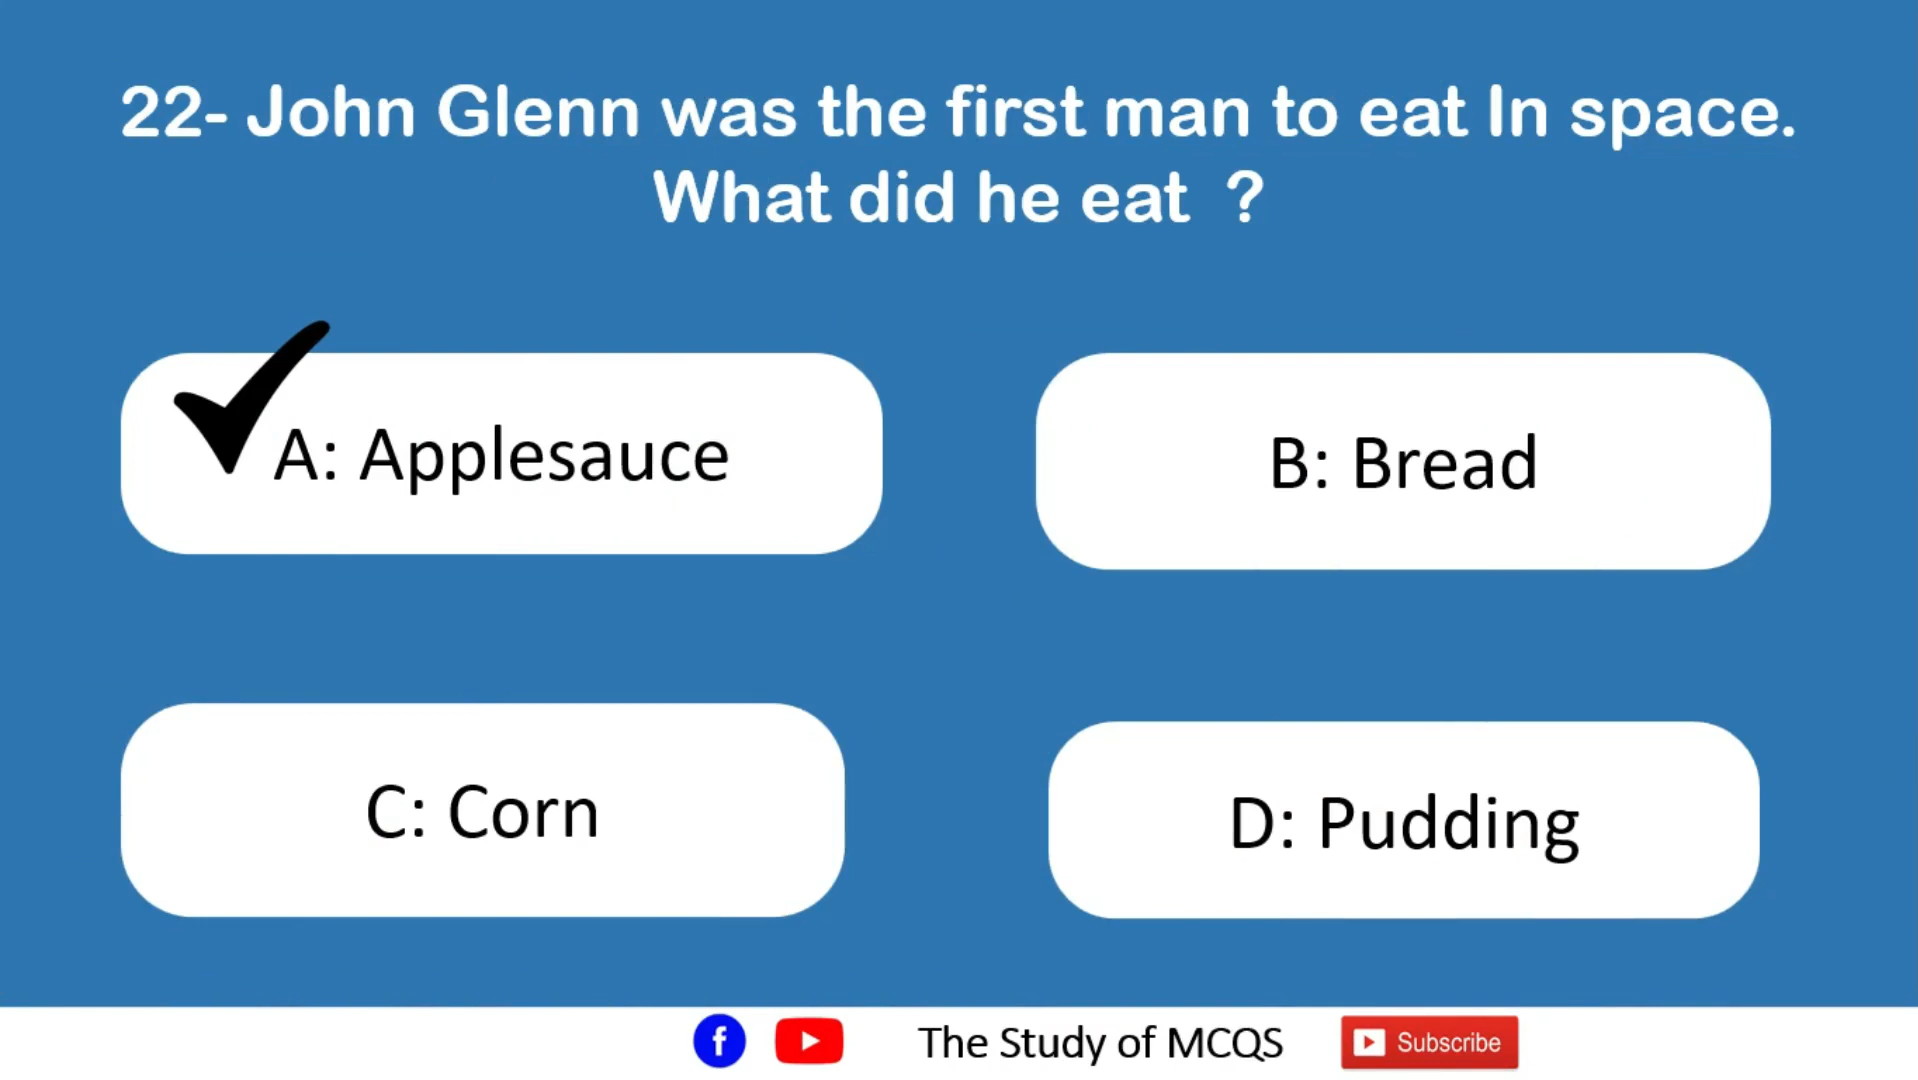 22- John Glenn was the first man to eat In space.
What did he eat ?
A: Applesauce
B: Bread
C: Corn
D: Pudding
f
The Study of MCQS
Subscribe